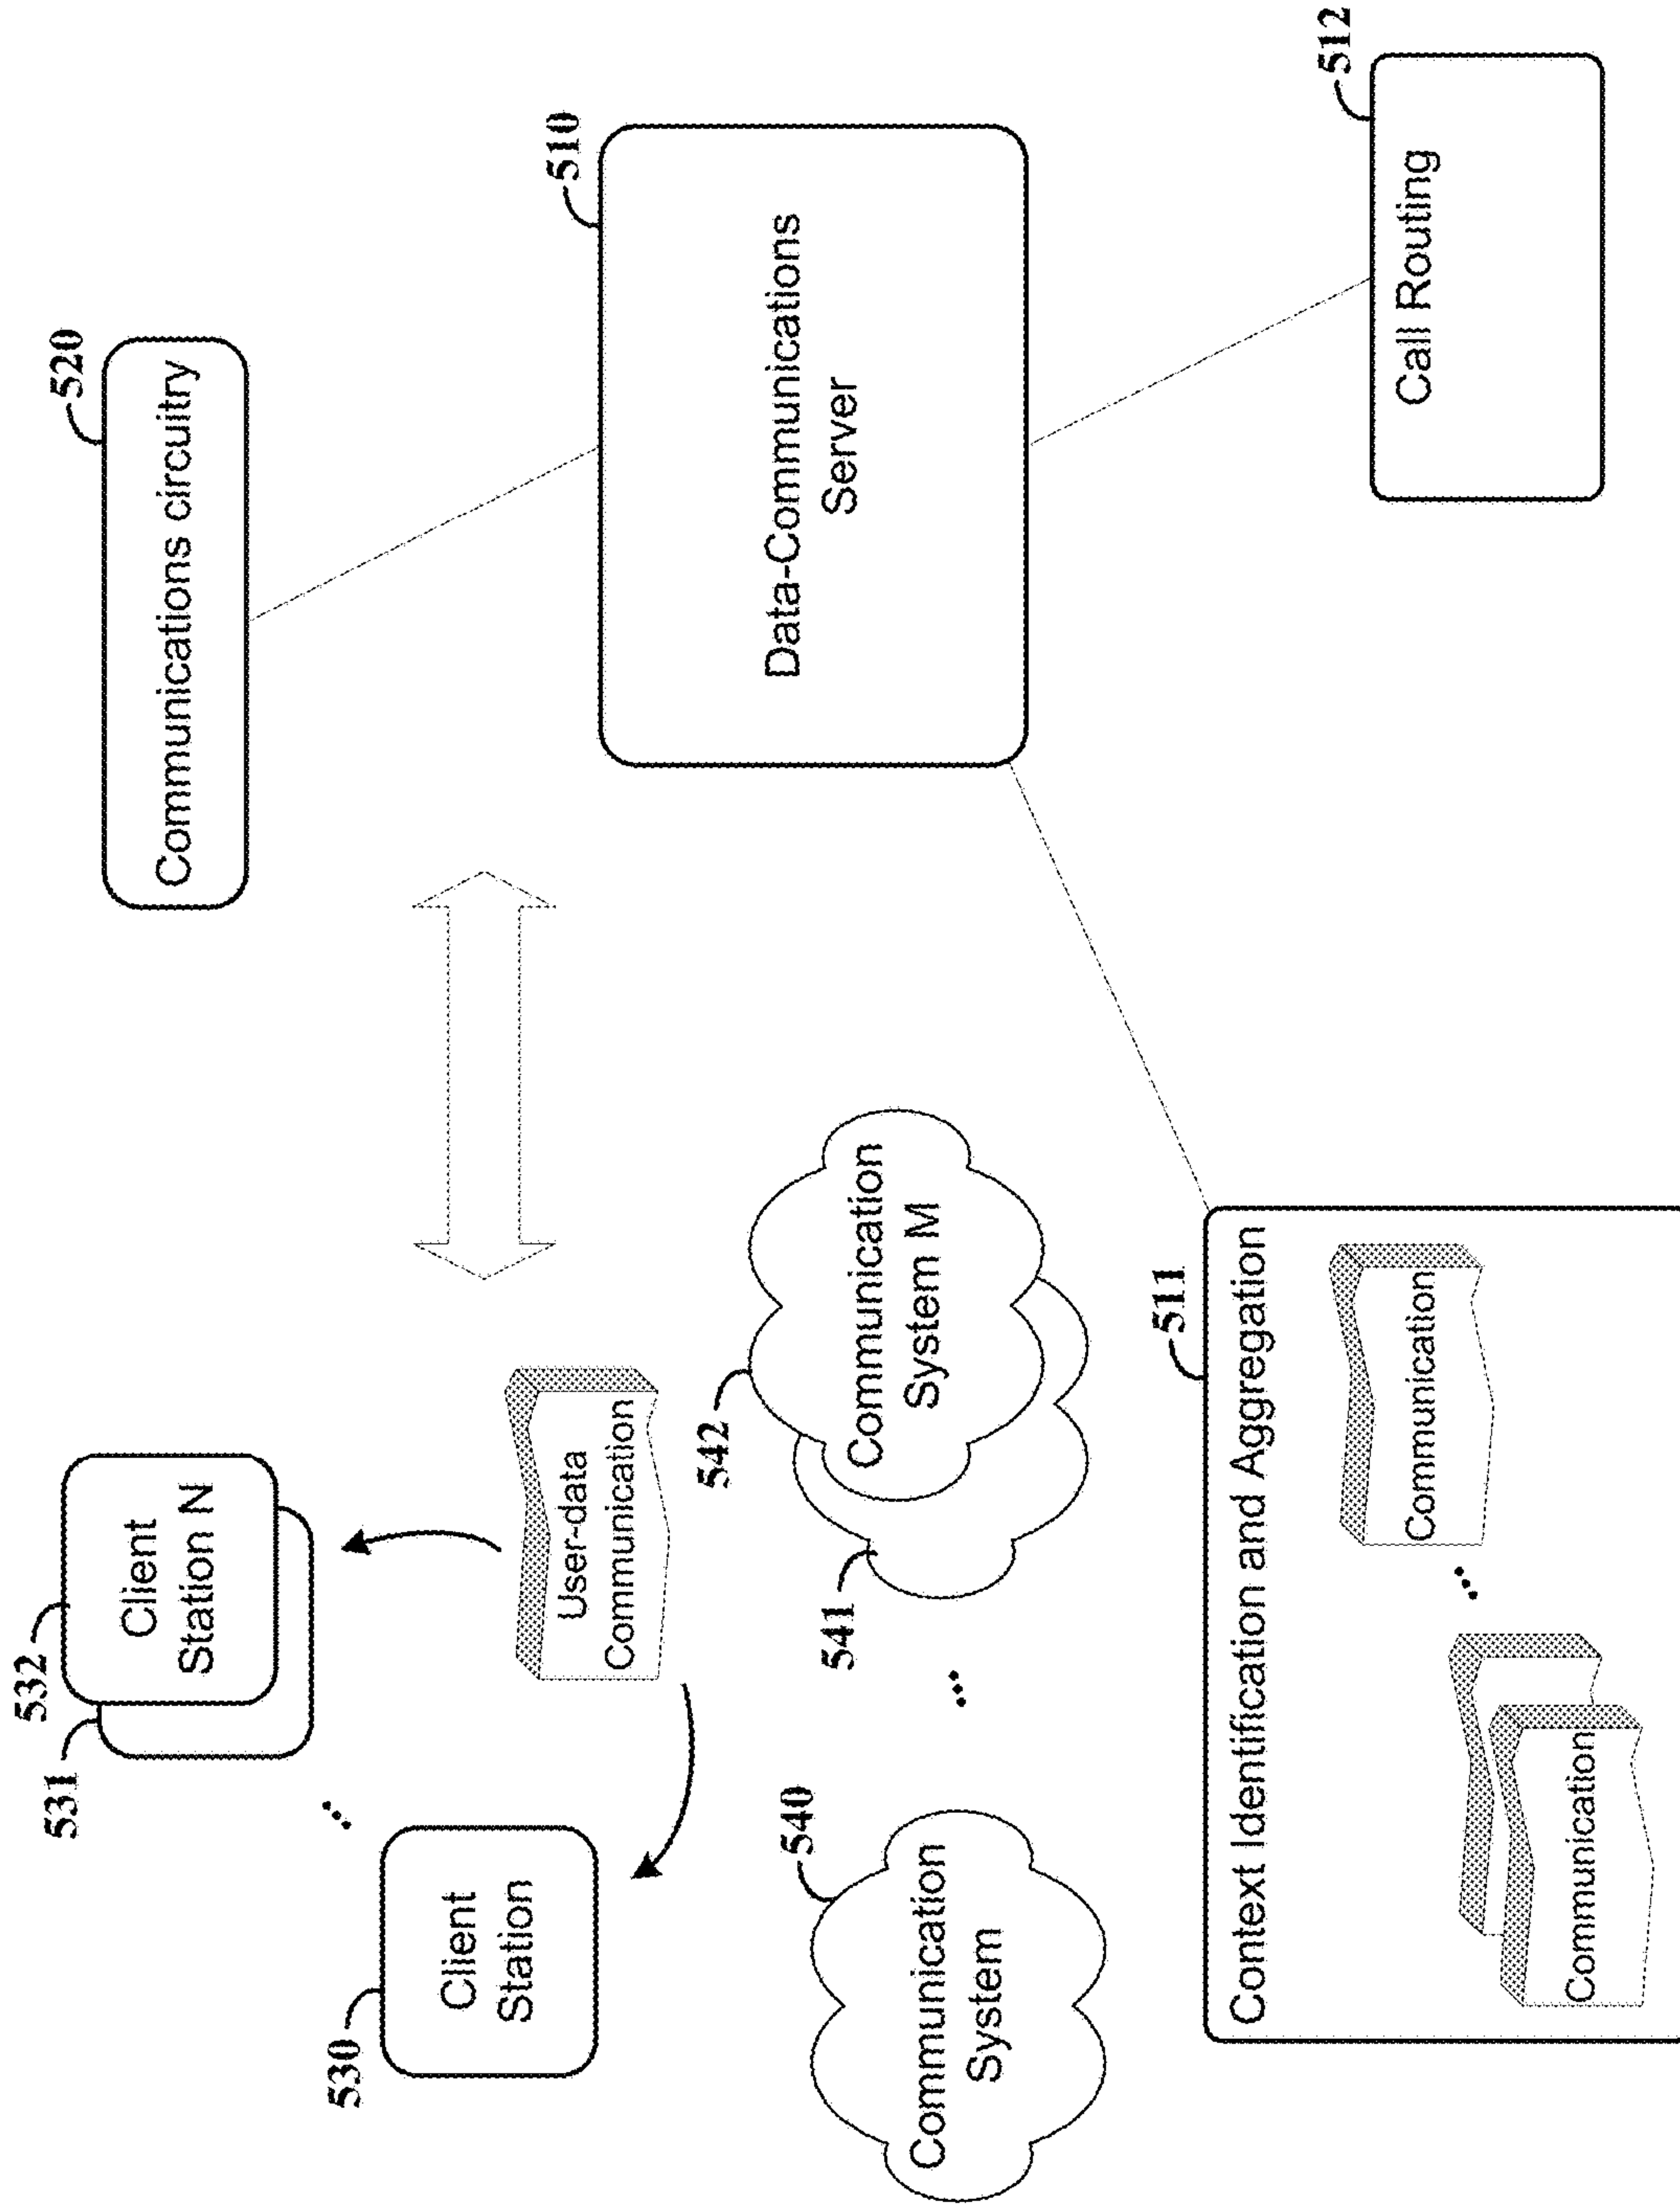 532
Client
Station N
531
...
530
Client
Station
520
Communications circuitry
User-data
Communication
510
Data-Communications
Server
542
Communication
System M
541
...
540
Communication
System
511
Context Identification and Aggregation
Communication
...
Communication
512
Call Routing